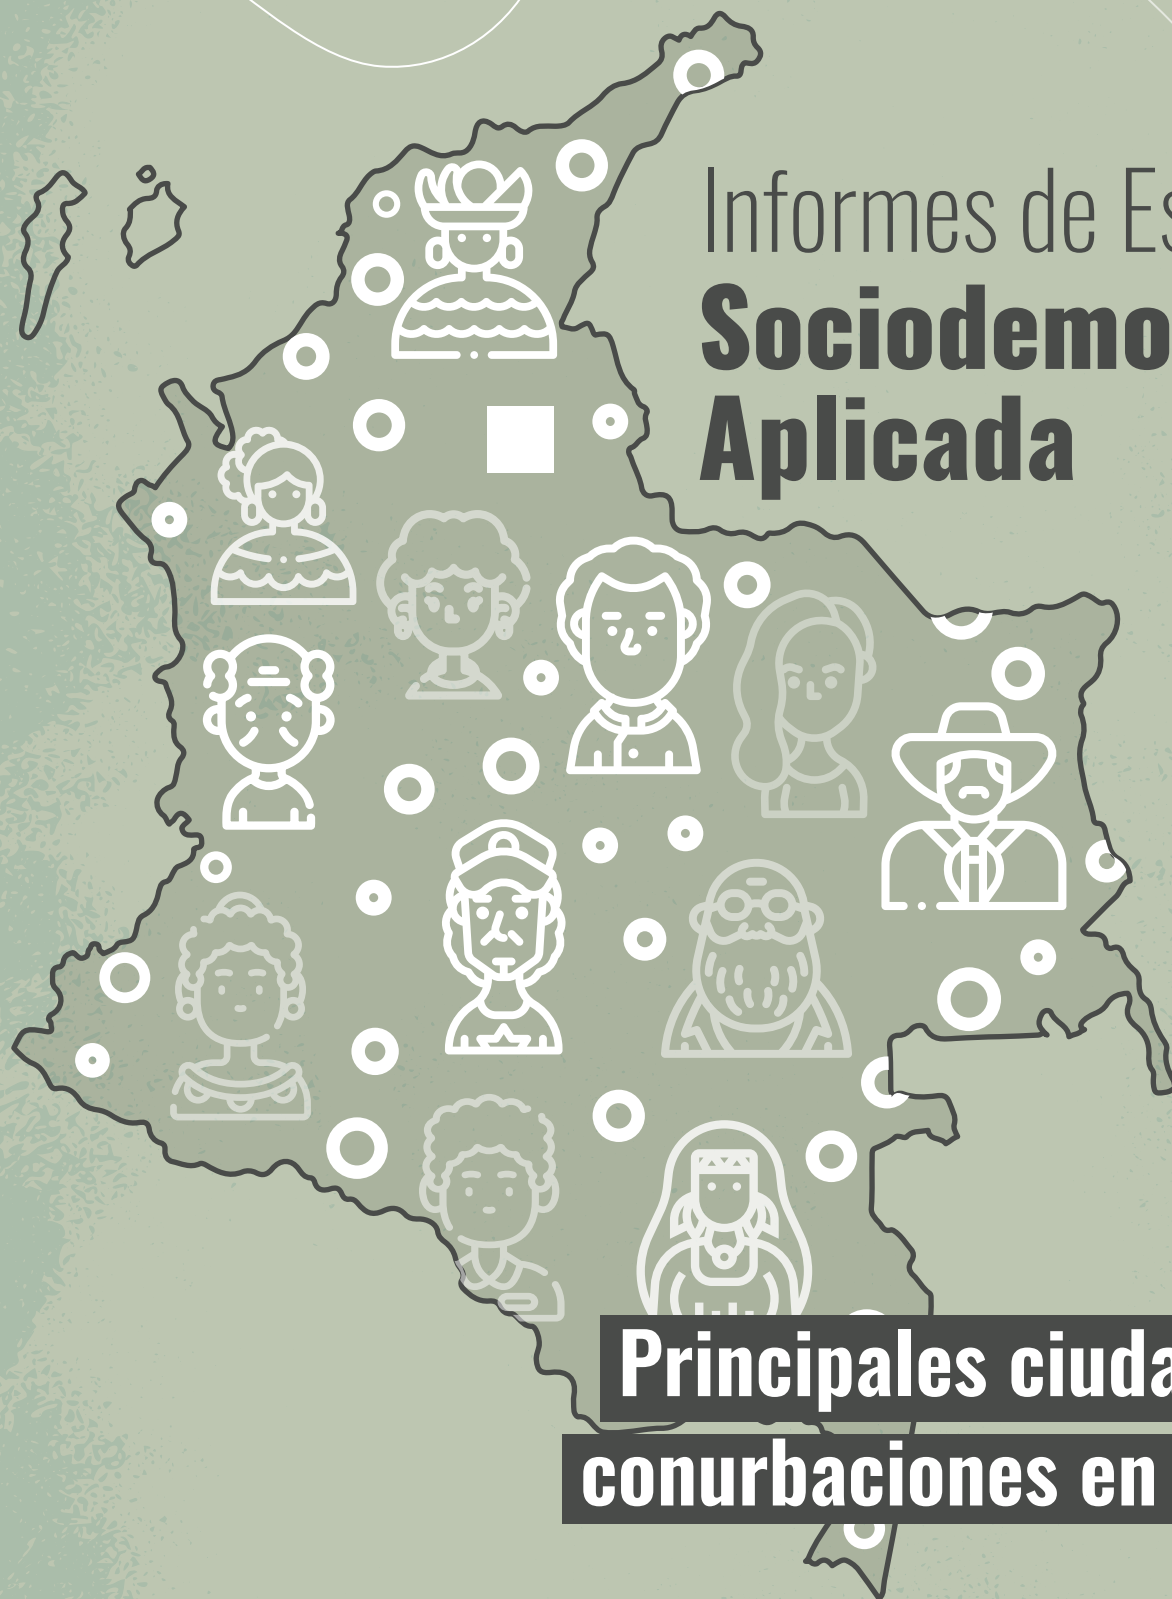 Informes de Es
Sociodemo
Aplicada
Principales ciuda
conurbaciones en